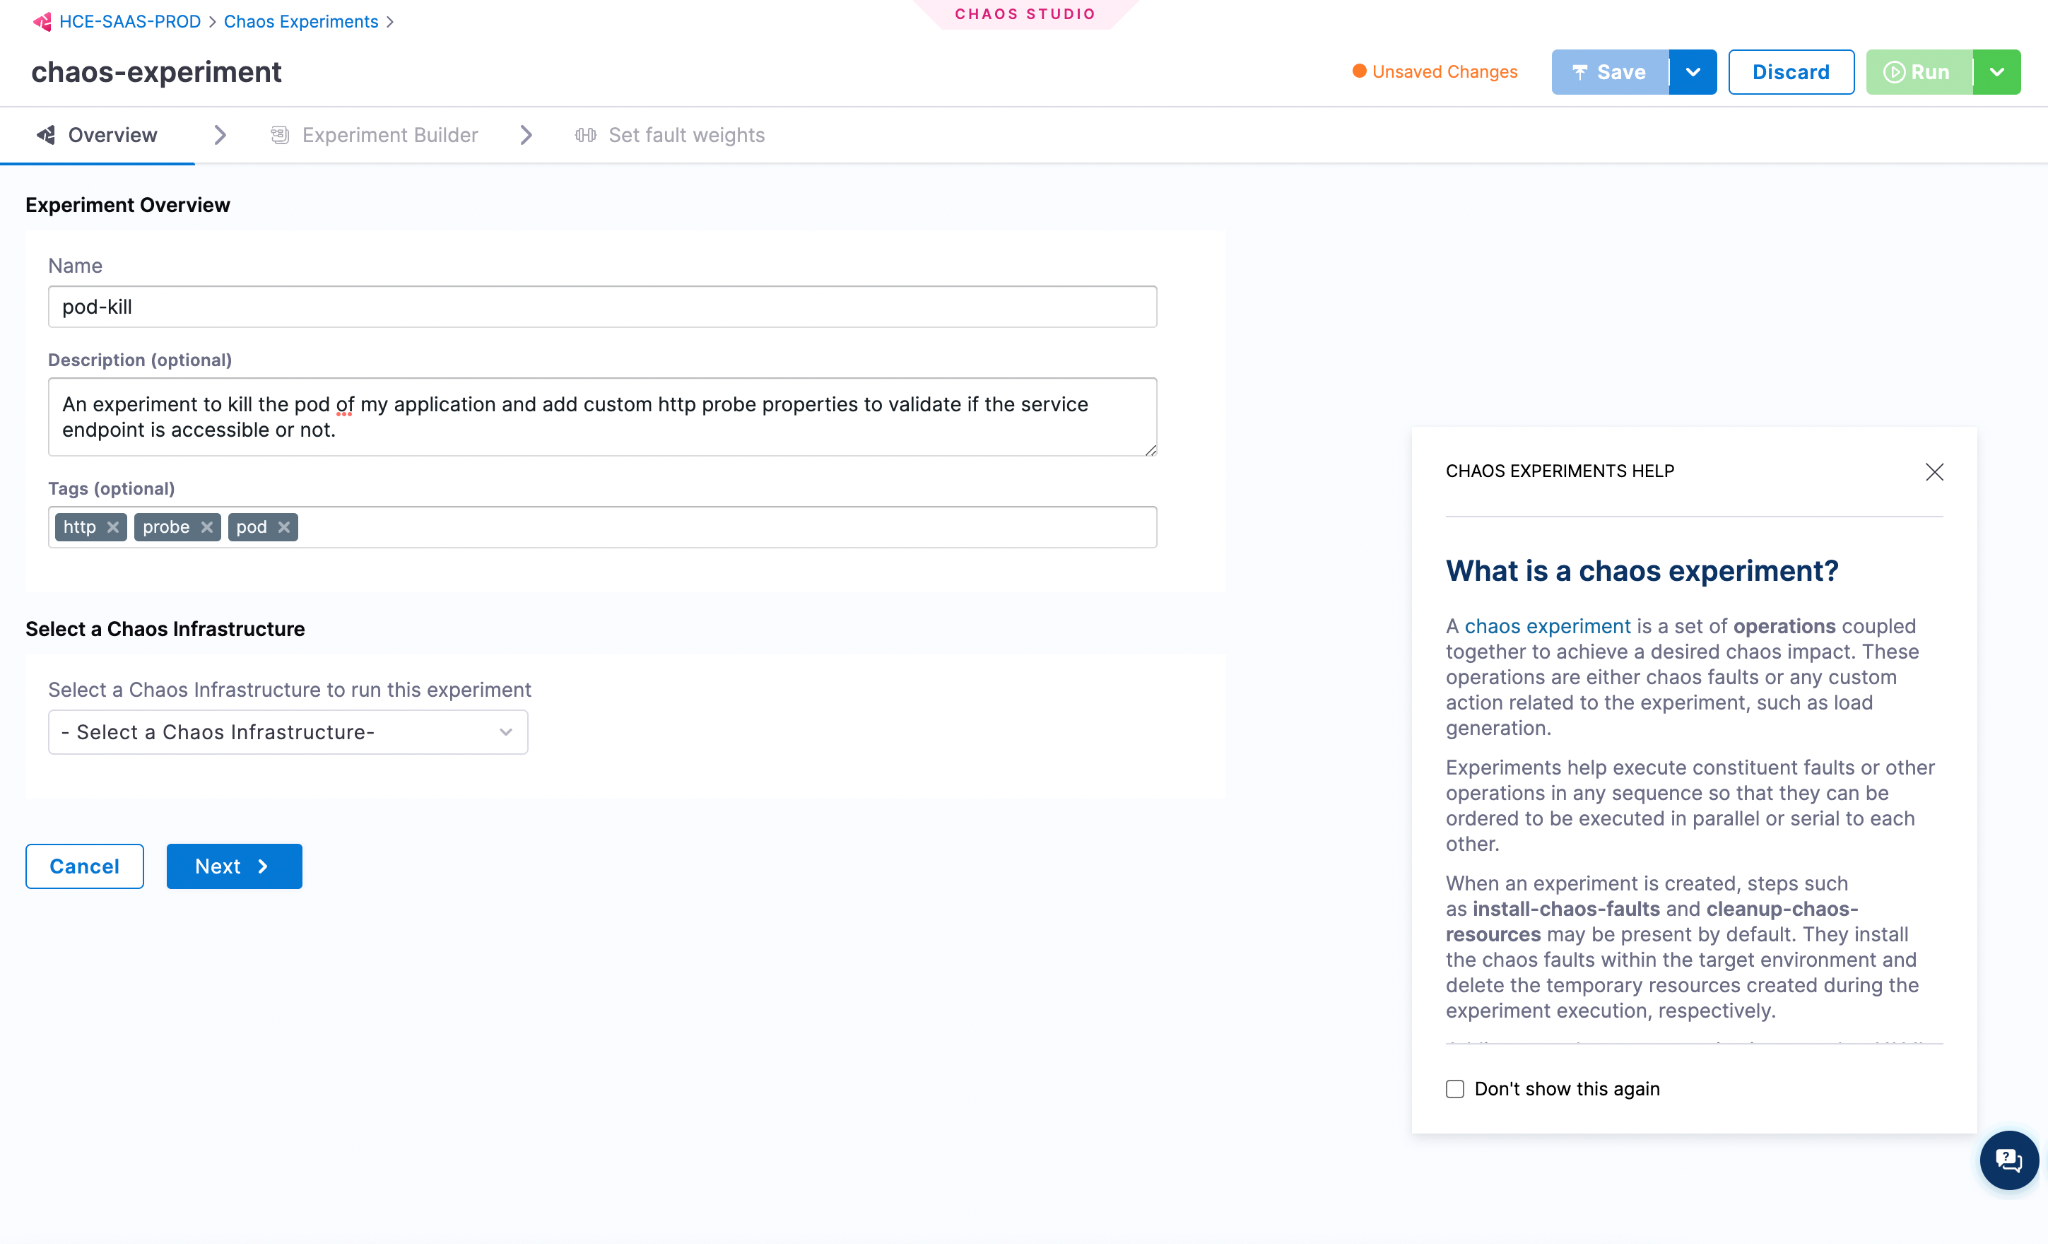 HCE-SAAS-PROD > Chaos Experiments >
CHAOS STUDIO
chaos-experiment
Unsaved Changes
Save
Discard
Run
Overview
Experiment Builder
Set fault weights
Experiment Overview
Name
pod-kill
Description (optional)
An experiment to kill the pod of my application and add custom http probe properties to validate if the service
endpoint is accessible or not.
Tags (optional)
http
probe
pod
Select a Chaos Infrastructure
Select a Chaos Infrastructure to run this experiment
- Select a Chaos Infrastructure-
Cancel
Next
CHAOS EXPERIMENTS HELP
What is a chaos experiment?
A chaos experiment is a set of operations coupled
together to achieve a desired chaos impact. These
operations are either chaos faults or any custom
action related to the experiment, such as load
generation.
Experiments help execute constituent faults or other
operations in any sequence so that they can be
ordered to be executed in parallel or serial to each
other.
When an experiment is created, steps such
as install-chaos-faults and cleanup-chaos-
resources may be present by default. They install
the chaos faults within the target environment and
delete the temporary resources created during the
experiment execution, respectively.
Don't show this again